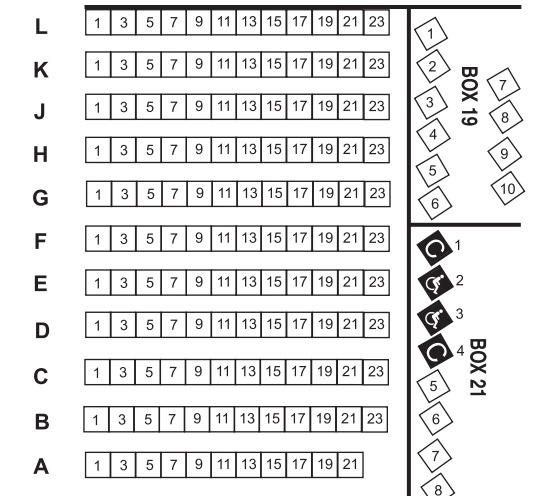 L 1 3 5 7 9 11 13 15 17 19 21 23
K 1 3 5 7 9 11 13 15 17 19 21 23
J 1 3 5 7 9 11 13 15 17 19 21 23
H 1 3 5 7 9 11 13 15 17 19 21 23
G 1 3 5 7 9 11 13 15 17 19 21 23
F 1 3 5 7 9 11 13 15 17 19 21 23
E 1 3 5 7 9 11 13 15 17 19 21 23
D 1 3 5 7 9 11 13 15 17 19 21 23
C 1 3 5 7 9 11 13 15 17 19 21 23
B 1 3 5 7 9 11 13 15 17 19 21 23
A 1 3 5 7 9 11 13 15 17 19 21
BOX 19
1
2
3
4
5
6
7
8
9
10
BOX 21
C 1
2
3
C 4
5
6
7
8